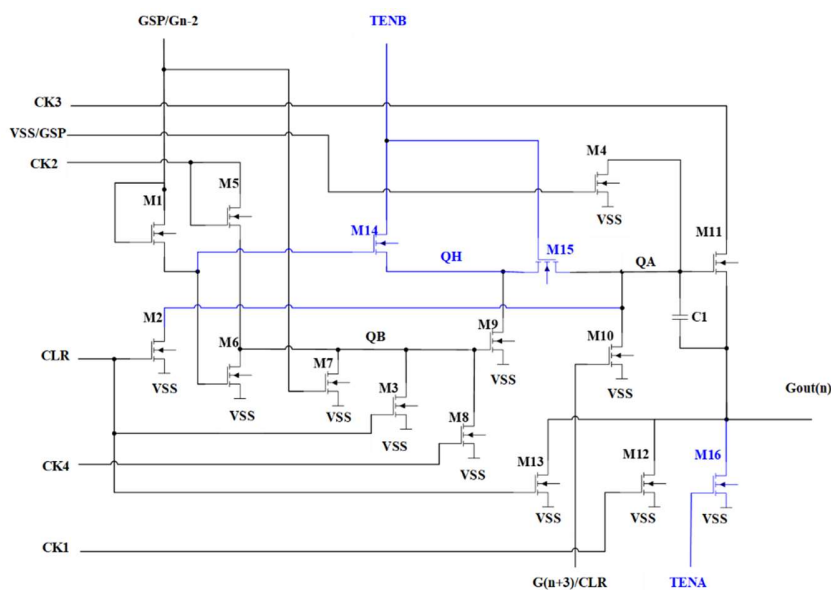 GSP/Gn-2
TENB
CK3
VSS/GSP
CK2
M5
M4
M1
VSS
M11
M14
QH
M15
QA
C1
M2
M6
QB
M9
M10
CLR
VSS
M7
VSS
VSS
Gout(n)
VSS
M3
M8
VSS
VSS
CK4
VSS
M13
M12
M16
VSS
VSS
VSS
CK1
G(n+3)/CLR
TENA